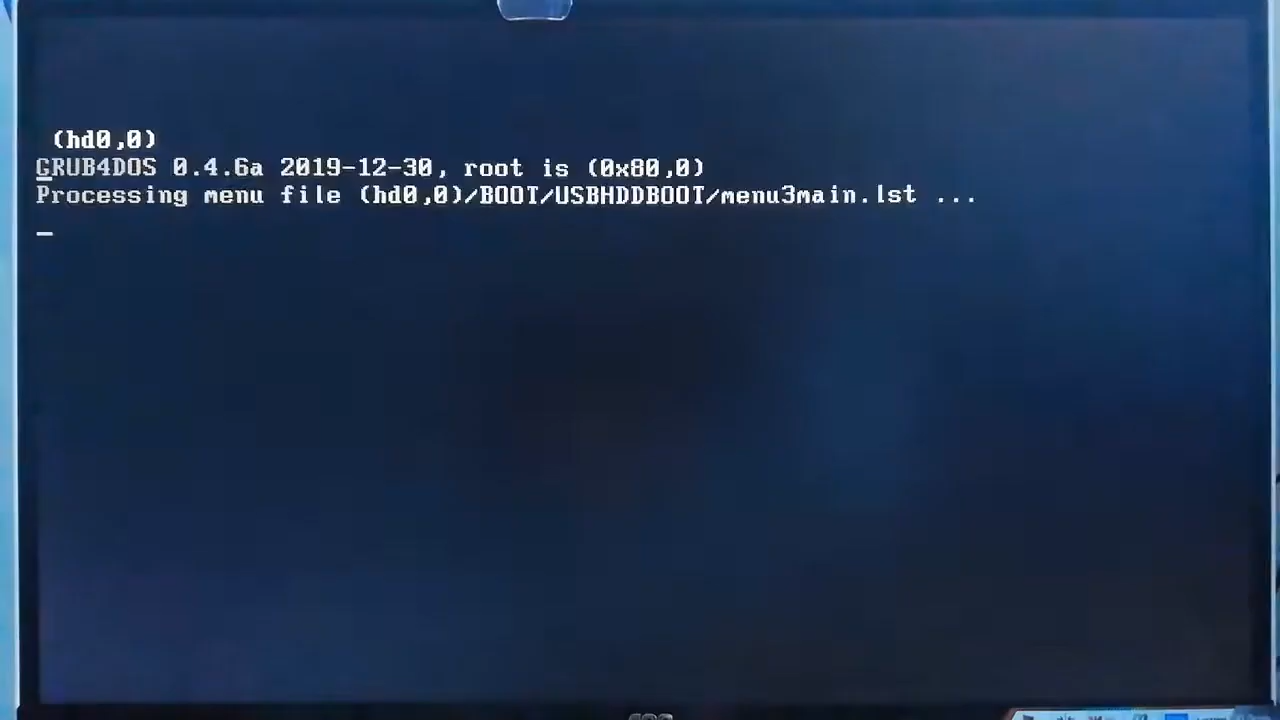 (hd0,0)
GRUB4DOS 0.4.6a 2019-12-30, root is (0x80,0)
Processing menu file (hd0,0)/BOOT/USBHDDBOOT/menu3main.lst ...